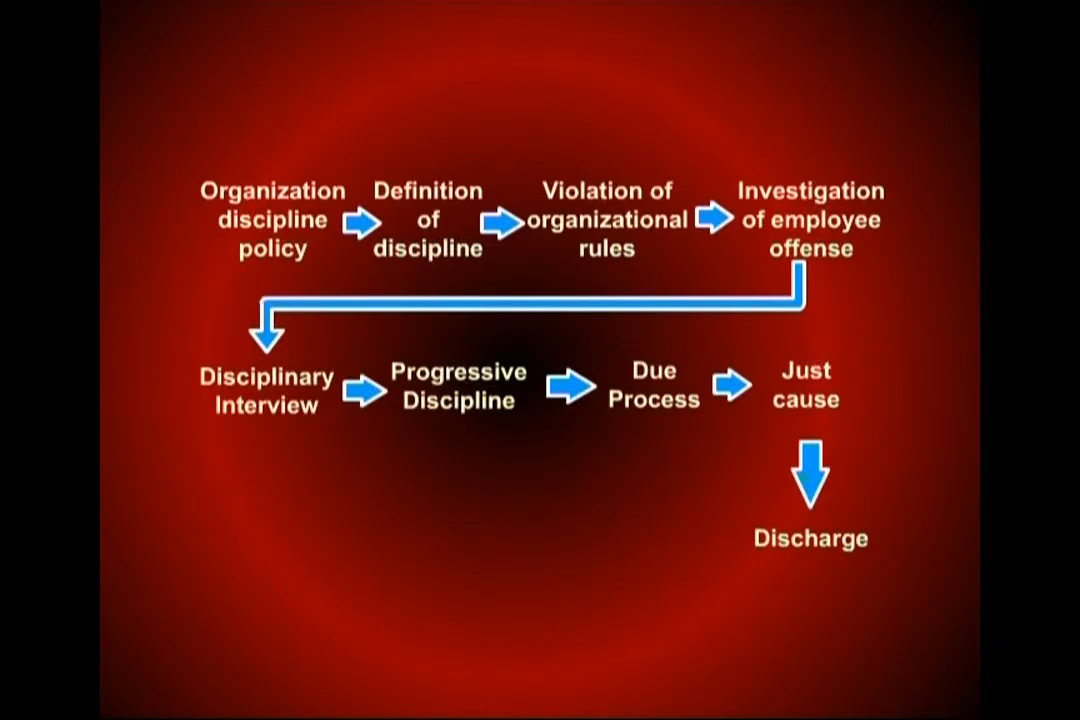 Organization
discipline
policy
Definition
of
discipline
Violation of
organizational
rules
Investigation
of employee
offense
Disciplinary
Interview
Progressive
Discipline
Due
Process
Just
cause
Discharge